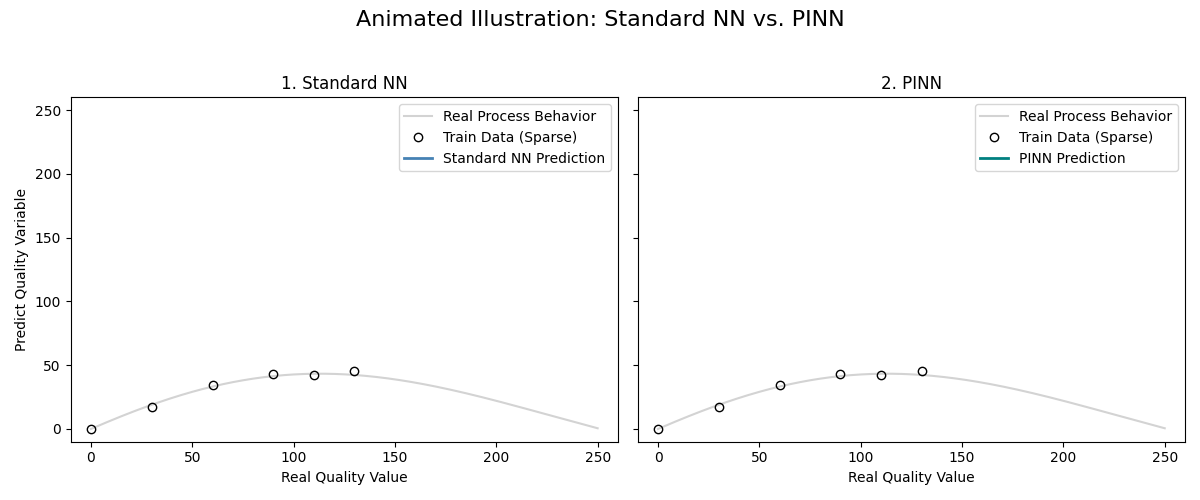 Animated Illustration: Standard NN vs. PINN
1. Standard NN
Real Process Behavior
Train Data (Sparse)
Standard NN Prediction
Predict Quality Variable
250
200
150
100
50
0
0 50 100 150 200 250
Real Quality Value
2. PINN
Real Process Behavior
Train Data (Sparse)
PINN Prediction
0 50 100 150 200 250
Real Quality Value